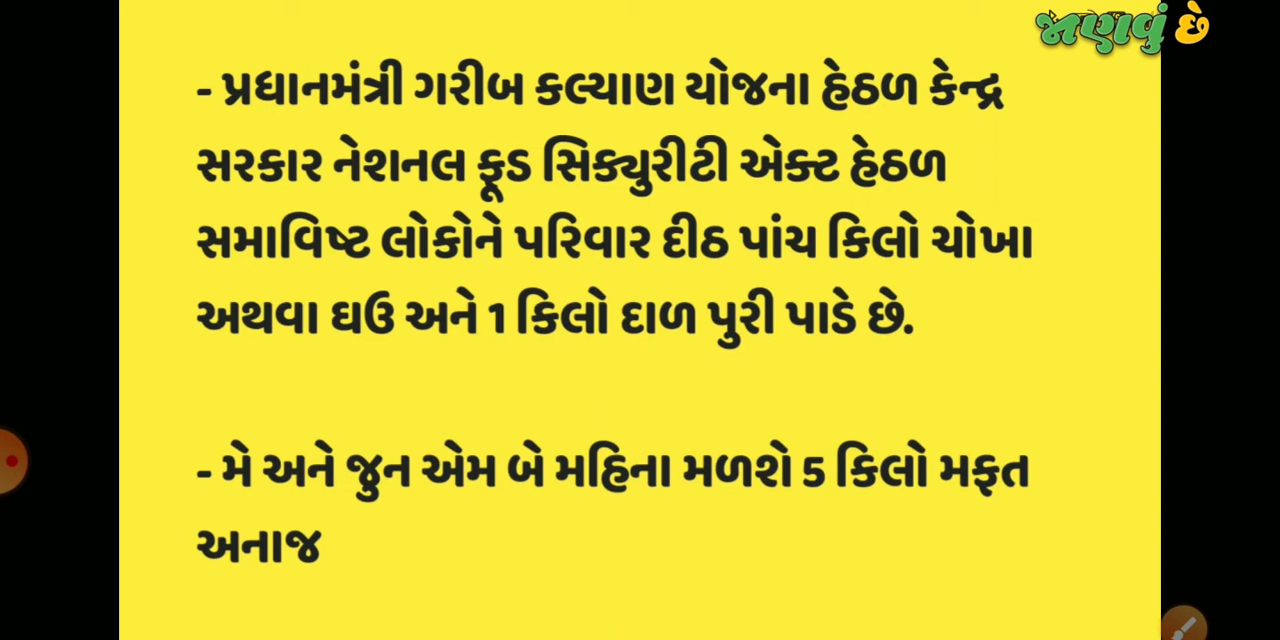 જાણવું છે
- પ્રધાનમંત્રી ગરીબ કલ્યાણ યોજના હેઠળ કેન્દ્ર
સરકાર નેશનલ ફૂડ સિક્યુરીટી એક્ટ હેઠળ
સમાવિષ્ટ લોકોને પરિવાર દીઠ પાંચ કિલો ચોખા
અથવા ઘઉ અને 1 કિલો દાળ પુરી પાડે છે.
- મે અને જુન એમ બે મહિના મળશે 5 કિલો મફત
અનાજ